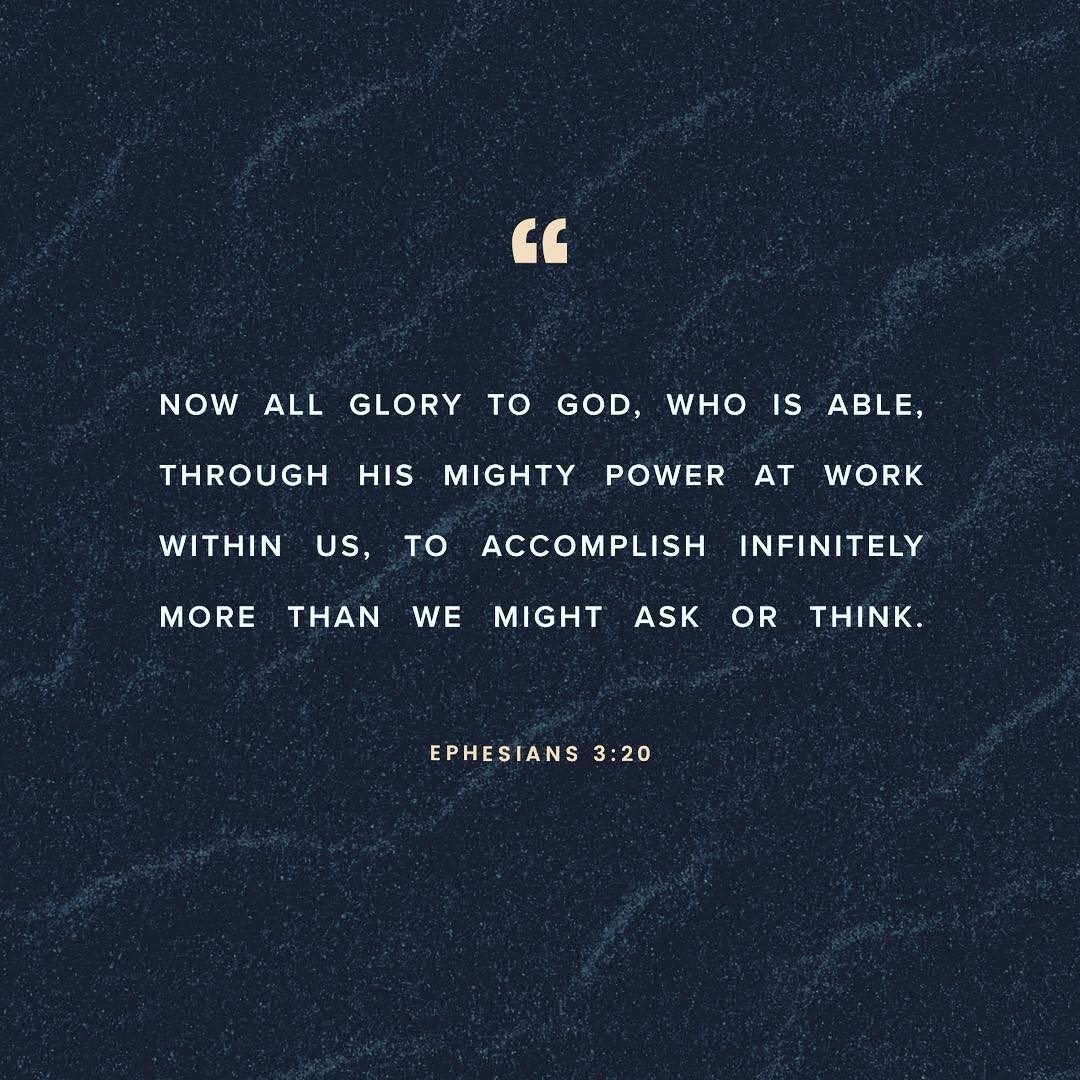 “
NOW ALL GLORY TO GOD, WHO IS ABLE,
THROUGH HIS MIGHTY POWER AT WORK
WITHIN US, TO ACCOMPLISH INFINITELY
MORE THAN WE MIGHT ASK OR THINK.
EPHESIANS 3:20